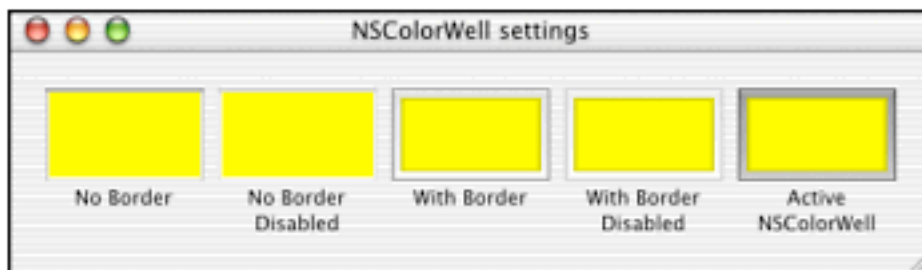 NSColorWell settings
No Border
No Border
Disabled
With Border
With Border
Disabled
Active
NSColorWell